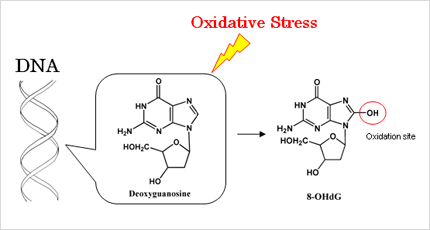 Oxidative Stress
DNA
O
HN
N
H₂N
N
N
HOH₂C
O
HO
Deoxyguanosine
O
HN
N
OH
H₂N
N
N
Oxidation site
HOH₂C
O
HO
8-OHdG